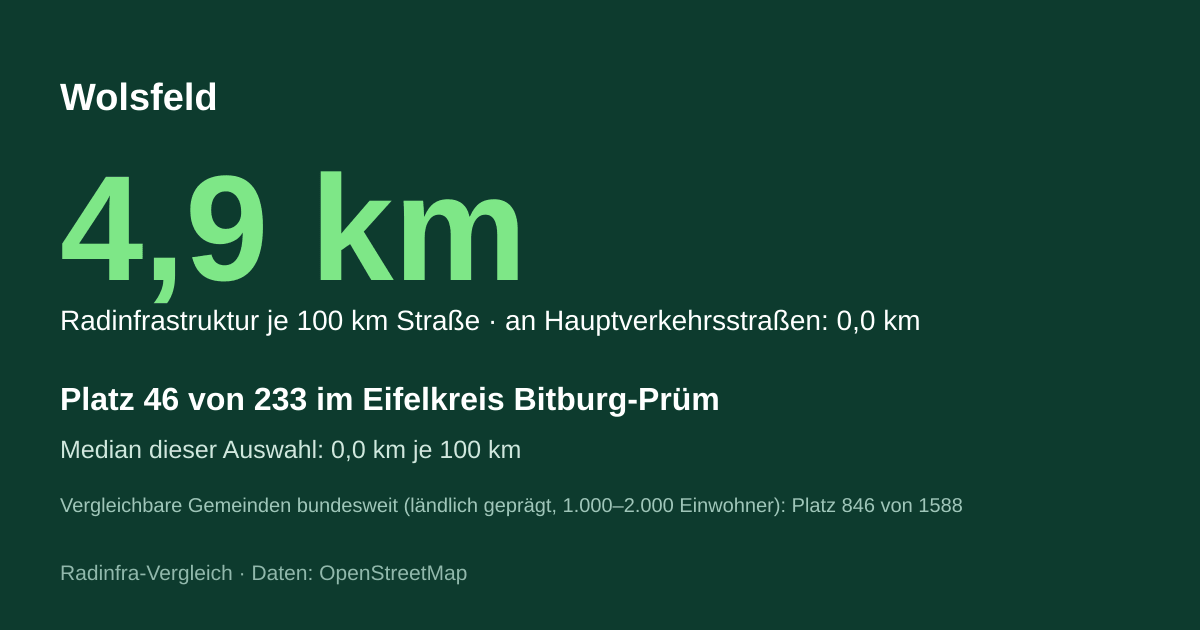 Wolsfeld
4,9 km
Radinfrastruktur je 100 km Straße · an Hauptverkehrsstraßen: 0,0 km
Platz 46 von 233 im Eifelkreis Bitburg-Prüm
Median dieser Auswahl: 0,0 km je 100 km
Vergleichbare Gemeinden bundesweit (ländlich geprägt, 1.000–2.000 Einwohner): Platz 846 von 1588
Radinfra-Vergleich · Daten: OpenStreetMap